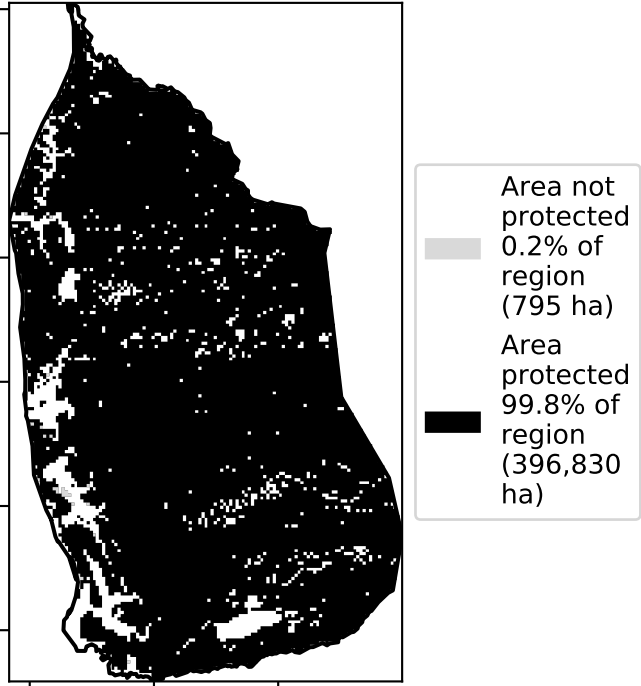 Area not
protected
0.2% of
region
(795 ha)
Area
protected
99.8% of
region
(396,830
ha)